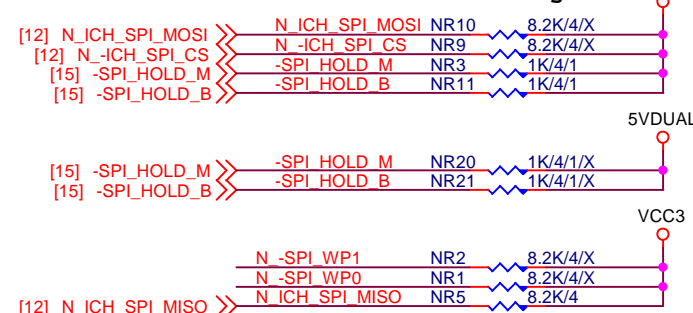 [12] N_ICH_SPI_MOSI N_ICH_SPI_MOSI NR10 8.2K/4/X
[12] N_-ICH_SPI_CS N_-ICH_SPI_CS NR9 8.2K/4/X
[15] -SPI_HOLD_M -SPI_HOLD_M NR3 1K/4/1
[15] -SPI_HOLD_B -SPI_HOLD_B NR11 1K/4/1
5VDUAL
[15] -SPI_HOLD_M -SPI_HOLD_M NR20 1K/4/1/X
[15] -SPI_HOLD_B -SPI_HOLD_B NR21 1K/4/1/X
VCC3
N_-SPI_WP1 NR2 8.2K/4/X
N_-SPI_WP0 NR1 8.2K/4/X
[12] N_ICH_SPI_MISO N_ICH_SPI_MISO NR5 8.2K/4